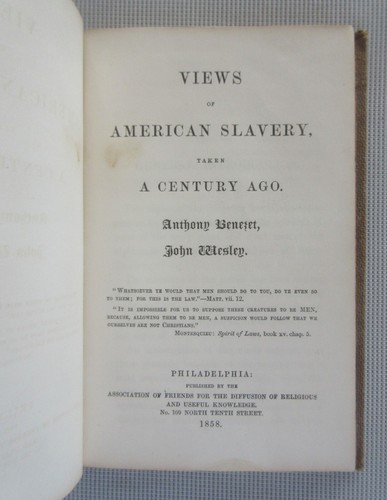 VIEWS
OF
AMERICAN SLAVERY,
TAKEN
A CENTURY AGO.
Anthony Benezet,
John Wesley.
"Whatsoever ye would that men should do to you, do ye even so
to them; for this is the law."—Matt. vii. 12.
"It is impossible for us to suppose these creatures to be MEN,
because, allowing them to be men, a suspicion would follow that we
ourselves are not Christians."
Montesquieu: Spirit of Laws, book xv. chap. 5.
PHILADELPHIA:
PUBLISHED BY THE
ASSOCIATION OF FRIENDS FOR THE DIFFUSION OF RELIGIOUS
AND USEFUL KNOWLEDGE.
No. 109 NORTH TENTH STREET.
1858.